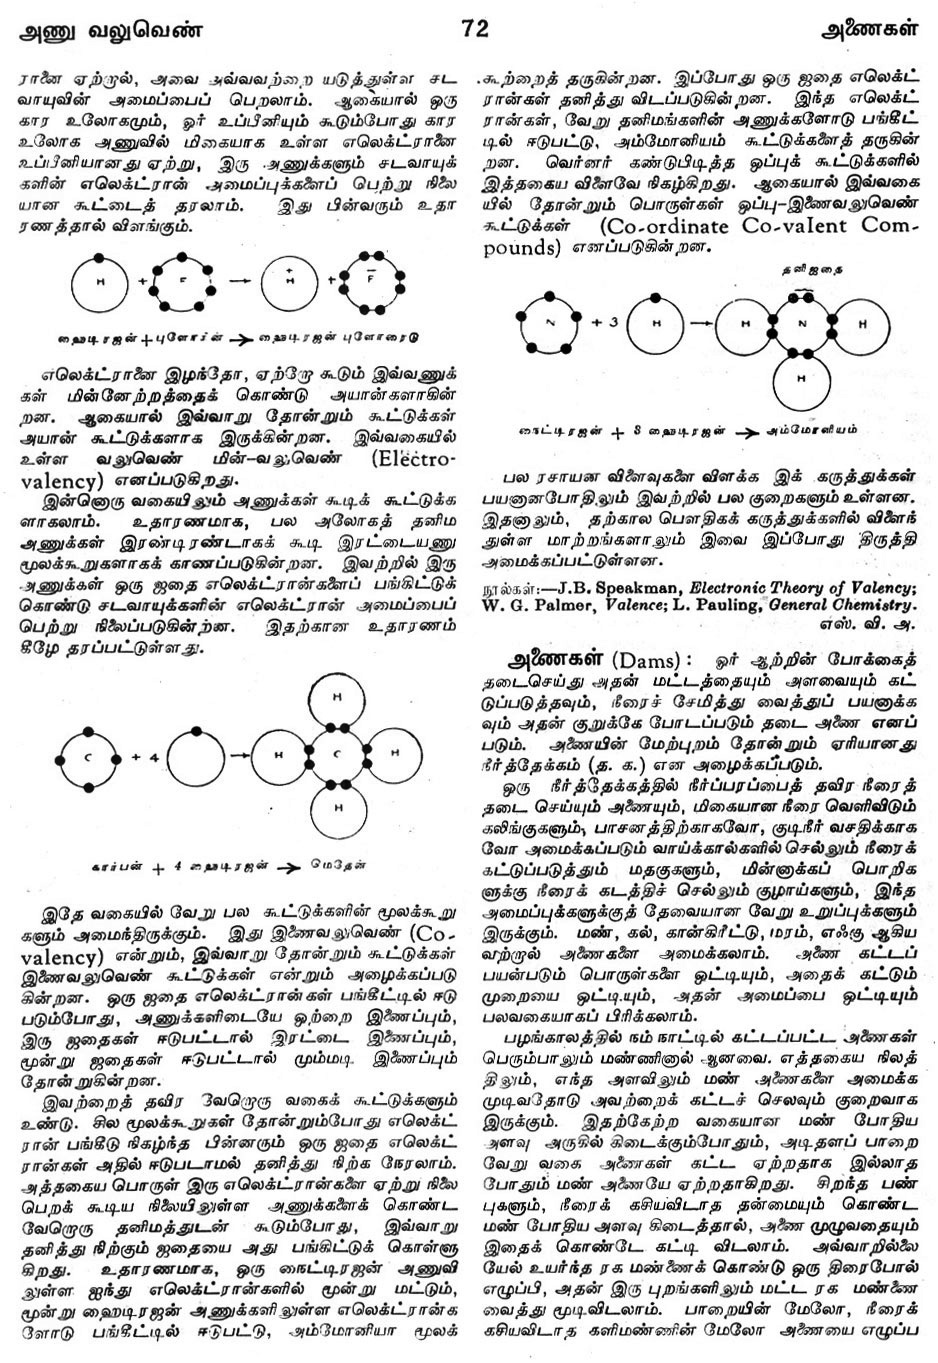 அணு வலுவெண்
72
அணைகள்
ரானை ஏற்றால், அவை அவ்வவற்றை யடுத்துள்ள சட
வாயுவின் அமைப்பைப் பெறலாம். ஆகையால் ஒரு
கார உலோகமும், ஓர் உப்பினியும் கூடும்போது கார
உலோக அணுவில் மிகையாக உள்ள எலெக்ட்ரானை
உப்பினியானது ஏற்று, இரு அணுக்களும் சடவாயுக்
களின் எலெக்ட்ரான் அமைப்புக்களைப் பெற்று நிலை
யான கூட்டைத் தரலாம். இது பின்வரும் உதா
ரணத்தால் விளங்கும்.
H + F → H+ + F−
ஹைடிரஜன்+புளோரின் → ஹைடிரஜன் புளோரைடு
எலெக்ட்ரானை இழந்தோ, ஏற்றோ கூடும் இவ்வணுக்
கள் மின்னேற்றத்தைக் கொண்டு அயான்களாகின்
றன. ஆகையால் இவ்வாறு தோன்றும் கூட்டுக்கள்
அயான் கூட்டுக்களாக இருக்கின்றன. இவ்வகையில்
உள்ள வலுவெண் மின்-வலுவெண் (Electro-
valency) எனப்படுகிறது.
இன்னொரு வகையிலும் அணுக்கள் கூடிக் கூட்டுக்க
ளாகலாம். உதாரணமாக, பல அலோகத் தனிம
அணுக்கள் இரண்டிரண்டாகக் கூடி இரட்டையணு
மூலக்கூறுகளாகக் காணப்படுகின்றன. இவற்றில் இரு
அணுக்கள் ஒரு ஜதை எலெக்ட்ரான்களைப் பங்கிட்டுக்
கொண்டு சடவாயுக்களின் எலெக்ட்ரான் அமைப்பைப்
பெற்று நிலைப்படுகின்றன. இதற்கான உதாரணம்
கீழே தரப்பட்டுள்ளது.
H
C + 4 → H C H
H
கார்பன் + 4 ஹைடிரஜன் → மெதேன்
இதே வகையில் வேறு பல கூட்டுக்களின் மூலக்கூறு
களும் அமைந்திருக்கும். இது இணைவலுவெண் (Co-
valency) என்றும், இவ்வாறு தோன்றும் கூட்டுக்கள்
இணைவலுவெண் கூட்டுக்கள் என்றும் அழைக்கப்படு
கின்றன. ஒரு ஜதை எலெக்ட்ரான்கள் பங்கீட்டில் ஈடு
படும்போது, அணுக்களிடையே ஒற்றை இணைப்பும்,
இரு ஜதைகள் ஈடுபட்டால் இரட்டை இணைப்பும்,
மூன்று ஜதைகள் ஈடுபட்டால் மும்மடி இணைப்பும்
தோன்றுகின்றன.
இவற்றைத் தவிர வேறொரு வகைக் கூட்டுக்களும்
உண்டு. சில மூலக்கூறுகள் தோன்றும்போது எலெக்ட்
ரான் பங்கீடு நிகழ்ந்த பின்னரும் ஒரு ஜதை எலெக்ட்
ரான்கள் அதில் ஈடுபடாமல் தனித்து நிற்க நேரலாம்.
அத்தகைய பொருள் இரு எலெக்ட்ரான்களை ஏற்று நிலை
பெறக் கூடிய நிலையிலுள்ள அணுக்களைக் கொண்ட
வேறொரு தனிமத்துடன் கூடும்போது, இவ்வாறு
தனித்து நிற்கும் ஜதையை அது பங்கிட்டுக் கொள்ளு
கிறது. உதாரணமாக, ஒரு நைட்டிரஜன் அணுவி
லுள்ள ஐந்து எலெக்ட்ரான்களில் மூன்று மட்டும்,
மூன்று ஹைடிரஜன் அணுக்களிலுள்ள எலெக்ட்ரான்க
ளோடு பங்கீட்டில் ஈடுபட்டு, அம்மோனியா மூலக்
கூற்றைத் தருகின்றன. இப்போது ஒரு ஜதை எலெக்ட்
ரான்கள் தனித்து விடப்படுகின்றன. இந்த எலெக்ட்
ரான்கள், வேறு தனிமங்களின் அணுக்களோடு பங்கீட்
டில் ஈடுபட்டு, அம்மோனியம் கூட்டுக்களைத் தருகின்
றன. வெர்னர் கண்டுபிடித்த ஒப்புக் கூட்டுக்களில்
இத்தகைய விளைவே நிகழ்கிறது. ஆகையால் இவ்வகை
யில் தோன்றும் பொருள்கள் ஒப்பு-இணைவலுவெண்
கூட்டுக்கள் (Co-ordinate Co-valent Com-
pounds) எனப்படுகின்றன.
தனிஜதை
N + 3 H → H N H
H
நைட்டிரஜன் + 3 ஹைடிரஜன் → அம்மோனியம்
பல ரசாயன விளைவுகளை விளக்க இக் கருத்துக்கள்
பயனானபோதிலும் இவற்றில் பல குறைகளும் உள்ளன.
இதனாலும், தற்கால பௌதிகக் கருத்துக்களில் விளைந்
துள்ள மாற்றங்களாலும் இவை இப்போது திருத்தி
அமைக்கப்பட்டுள்ளன.
நூல்கள்:—J.B. Speakman, Electronic Theory of Valency;
W. G. Palmer, Valence; L. Pauling, General Chemistry.
எஸ். வி. அ.
அணைகள் (Dams) : ஓர் ஆற்றின் போக்கைத்
தடைசெய்து அதன் மட்டத்தையும் அளவையும் கட்
டுப்படுத்தவும், நீரைச் சேமித்து வைத்துப் பயனாக்க
வும் அதன் குறுக்கே போடப்படும் தடை அணை எனப்
படும். அணையின் மேற்புறம் தோன்றும் ஏரியானது
நீர்த்தேக்கம் (த. க.) என அழைக்கப்படும்.
ஒரு நீர்த்தேக்கத்தில் நீர்ப்பரப்பைத் தவிர நீரைத்
தடை செய்யும் அணையும், மிகையான நீரை வெளிவிடும்
கலிங்குகளும், பாசனத்திற்காகவோ, குடிநீர் வசதிக்காக
வோ அமைக்கப்படும் வாய்க்கால்களில் செல்லும் நீரைக்
கட்டுப்படுத்தும் மதகுகளும், மின்னாக்கப் பொறிக
ளுக்கு நீரைக் கடத்திச் செல்லும் குழாய்களும், இந்த
அமைப்புக்களுக்குத் தேவையான வேறு உறுப்புக்களும்
இருக்கும். மண், கல், கான்கிரீட்டு, மரம், எஃகு ஆகிய
வற்றால் அணைகளை அமைக்கலாம். அணை கட்டப்
பயன்படும் பொருள்களை ஒட்டியும், அதைக் கட்டும்
முறையை ஒட்டியும், அதன் அமைப்பை ஒட்டியும்
பலவகையாகப் பிரிக்கலாம்.
பழங்காலத்தில் நம் நாட்டில் கட்டப்பட்ட அணைகள்
பெரும்பாலும் மண்ணினால் ஆனவை. எத்தகைய நிலத்
திலும், எந்த அளவிலும் மண் அணைகளை அமைக்க
முடிவதோடு அவற்றைக் கட்டச் செலவும் குறைவாக
இருக்கும். இதற்கேற்ற வகையான மண் போதிய
அளவு அருகில் கிடைக்கும்போதும், அடிதளப் பாறை
வேறு வகை அணைகள் கட்ட ஏற்றதாக இல்லாத
போதும் மண் அணையே ஏற்றதாகிறது. சிறந்த பண்
புகளும், நீரைக் கசியவிடாத தன்மையும் கொண்ட
மண் போதிய அளவு கிடைத்தால், அணை முழுவதையும்
இதைக் கொண்டே கட்டி விடலாம். அவ்வாறில்லை
யேல் உயர்ந்த ரக மண்ணைக் கொண்டு ஒரு திரைபோல்
எழுப்பி, அதன் இரு புறங்களிலும் மட்ட ரக மண்ணை
வைத்து மூடிவிடலாம். பாறையின் மேலோ, நீரைக்
கசியவிடாத களிமண்ணின் மேலோ அணையை எழுப்ப